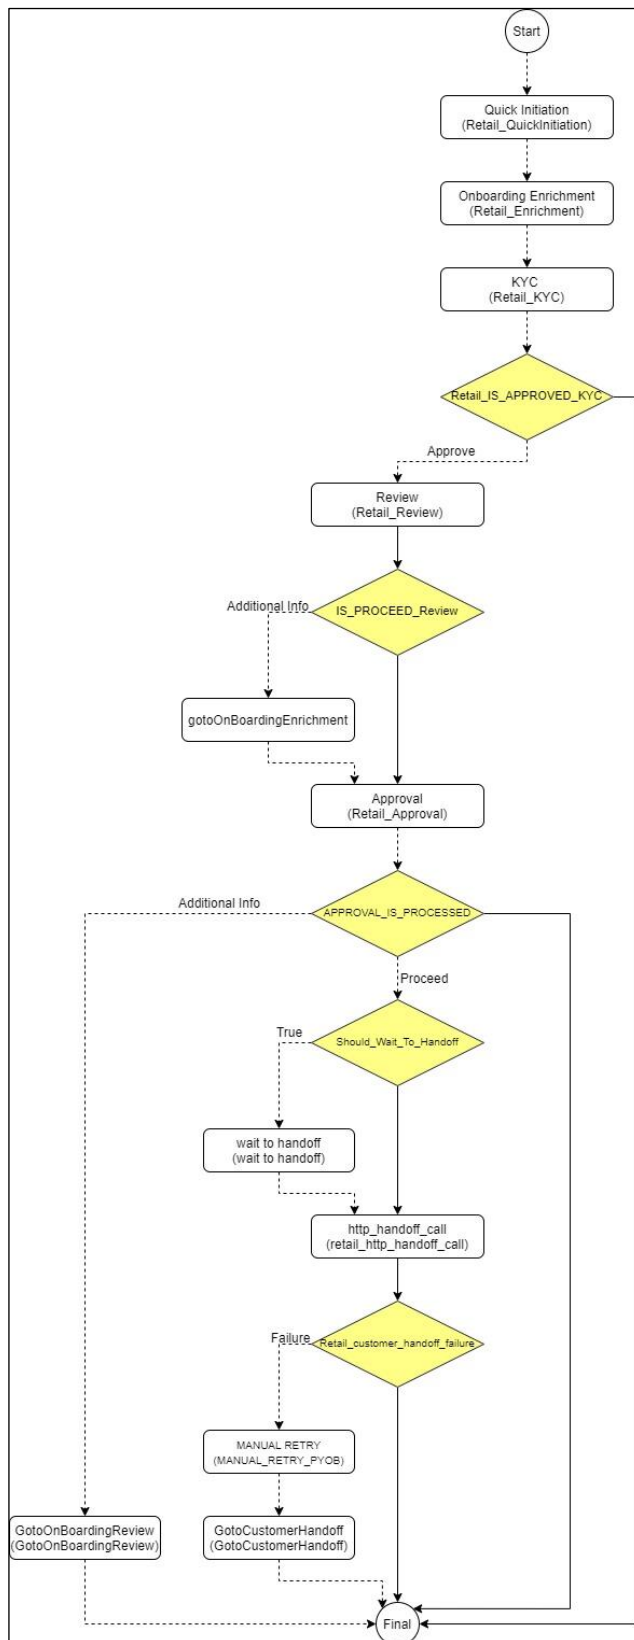 Start
Quick Initiation
(Retail_QuickInitiation)
Onboarding Enrichment
(Retail_Enrichment)
KYC
(Retail_KYC)
Retail_IS_APPROVED_KYC
Approve
Review
(Retail_Review)
Additional Info
IS_PROCEED_Review
gotoOnBoardingEnrichment
Approval
(Retail_Approval)
Additional Info
APPROVAL_IS_PROCESSED
Proceed
True
Should_Wait_To_Handoff
wait to handoff
(wait to handoff)
http_handoff_call
(retail_http_handoff_call)
Failure
Retail_customer_handoff_failure
MANUAL RETRY
(MANUAL_RETRY_PYOB)
GotoOnBoardingReview
(GotoOnBoardingReview)
GotoCustomerHandoff
(GotoCustomerHandoff)
Final